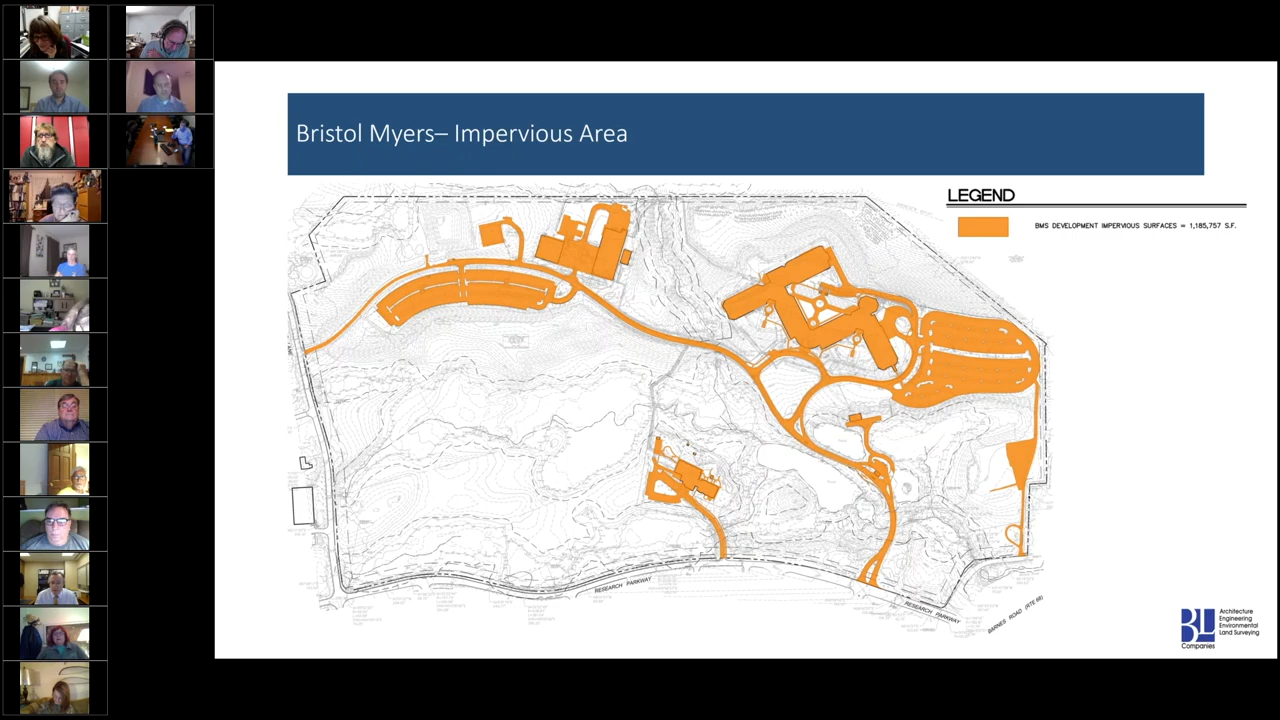 Bristol Myers– Impervious Area
LEGEND
BMS DEVELOPMENT IMPERVIOUS SURFACES = 1,185,757 S.F.
RESEARCH PARKWAY
RESEARCH PARKWAY
BARNES ROAD (RTE 68)
BL
Companies
Architecture
Engineering
Environmental
Land Surveying